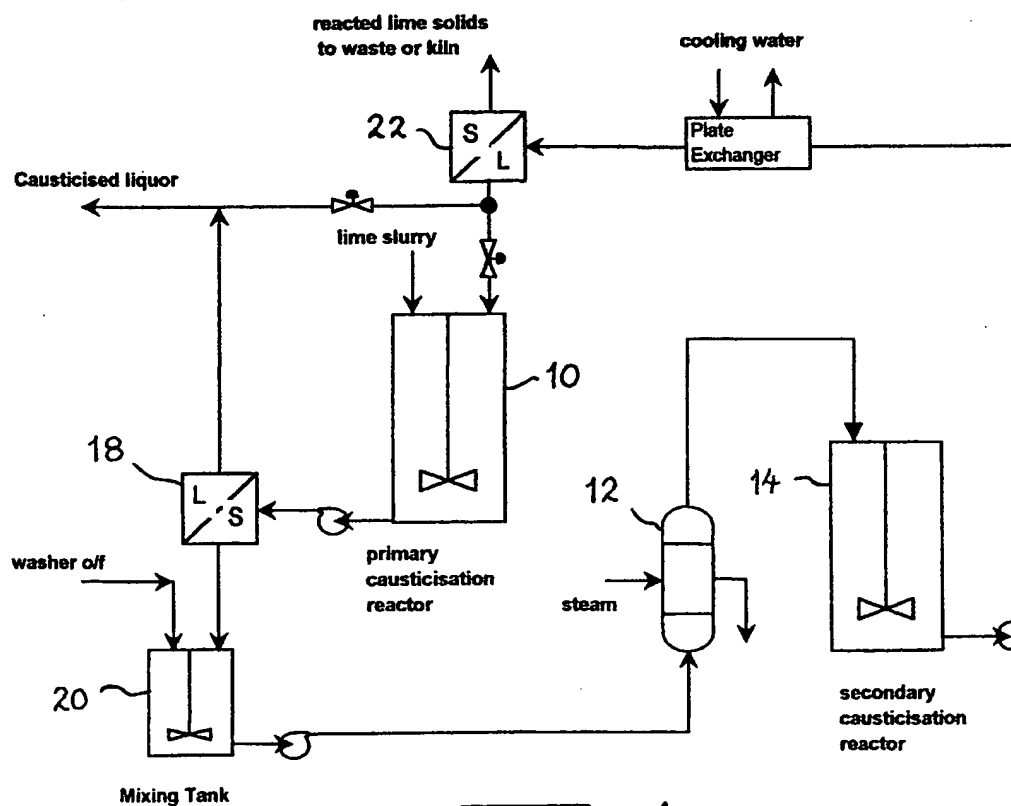 reacted lime solids
to waste or kiln
cooling water
22
S
L
Plate
Exchanger
Causticised liquor
lime slurry
10
18
L
S
12
14
washer o/f
primary
causticisation
reactor
steam
20
secondary
causticisation
reactor
Mixing Tank